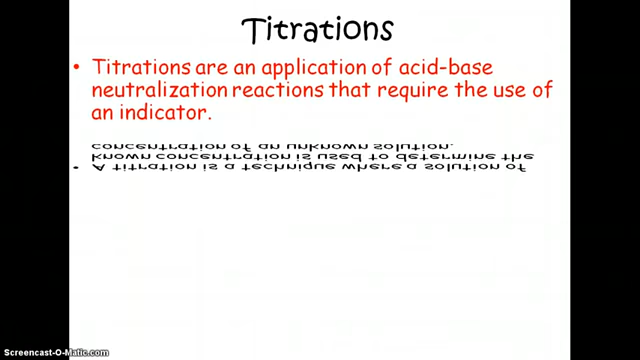 Titrations
• Titrations are an application of acid-base
neutralization reactions that require the use of
an indicator.
• A titration is a technique where a solution of
known concentration is used to determine the
concentration of an unknown solution.
Screencast-O-Matic.com